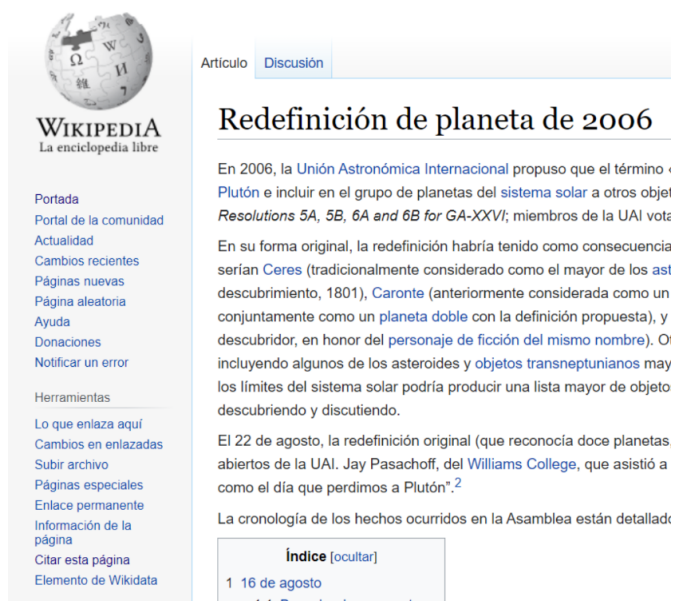 WIKIPEDIA
La enciclopedia libre
Portada
Portal de la comunidad
Actualidad
Cambios recientes
Páginas nuevas
Página aleatoria
Ayuda
Donaciones
Notificar un error
Herramientas
Lo que enlaza aquí
Cambios en enlazadas
Subir archivo
Páginas especiales
Enlace permanente
Información de la
página
Citar esta página
Elemento de Wikidata
Artículo Discusión
Redefinición de planeta de 2006
En 2006, la Unión Astronómica Internacional propuso que el término
Plutón e incluir en el grupo de planetas del sistema solar a otros
Resolutions 5A, 5B, 6A and 6B for GA-XXVI; miembros de la UAI
En su forma original, la redefinición habría tenido como
serían Ceres (tradicionalmente considerado como el mayor de los
descubrimiento, 1801), Caronte (anteriormente considerada como un
conjuntamente como un planeta doble con la definición propuesta), y
descubridor, en honor del personaje de ficción del mismo nombre).
incluyendo algunos de los asteroides y objetos transneptunianos
los límites del sistema solar podría producir una lista mayor de
descubriendo y discutiendo.
El 22 de agosto, la redefinición original (que reconocía doce planetas
abiertos de la UAI. Jay Pasachoff, del Williams College, que asistió a
como el día que perdimos a Plutón”.2
La cronología de los hechos ocurridos en la Asamblea están
Índice [ocultar]
1 16 de agosto